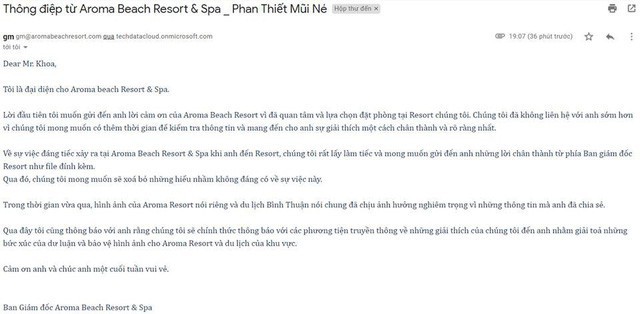 Thông điệp từ Aroma Beach Resort & Spa _ Phan Thiết Mũi Né Hộp thư đến ×
gm gm@aromabeachresort.com qua techdatacloud.onmicrosoft.com 19:07 (36 phút trước)
tới tôi
Dear Mr. Khoa,
Tôi là đại diện cho Aroma beach Resort & Spa.
Lời đầu tiên tôi muốn gửi đến anh lời cảm ơn của Aroma Beach Resort vì đã quan tâm và lựa chọn đặt phòng tại Resort chúng tôi. Chúng tôi đã không liên hệ với anh sớm hơn
vì chúng tôi mong muốn có thêm thời gian để kiểm tra thông tin và mang đến cho anh sự giải thích một cách chân thành và rõ ràng nhất.
Về sự việc đáng tiếc xảy ra tại Aroma Beach Resort & Spa khi anh đến Resort, chúng tôi rất lấy làm tiếc và mong muốn gửi đến anh những lời chân thành từ phía Ban giám đốc
Resort như file đính kèm.
Qua đó, chúng tôi mong muốn sẽ xoá bỏ những hiểu nhầm không đáng có về sự việc này.
Trong thời gian vừa qua, hình ảnh của Aroma Resort nói riêng và du lịch Bình Thuận nói chung đã chịu ảnh hưởng nghiêm trọng vì những thông tin mà anh đã chia sẻ.
Qua đây tôi cũng thông báo với anh rằng chúng tôi sẽ chính thức thông báo với các phương tiện truyền thông về những giải thích của chúng tôi đến anh nhằm giải toả những
bức xúc của dư luận và bảo vệ hình ảnh cho Aroma Resort và du lịch của khu vực.
Cảm ơn anh và chúc anh một cuối tuần vui vẻ.
Ban Giám đốc Aroma Beach Resort & Spa